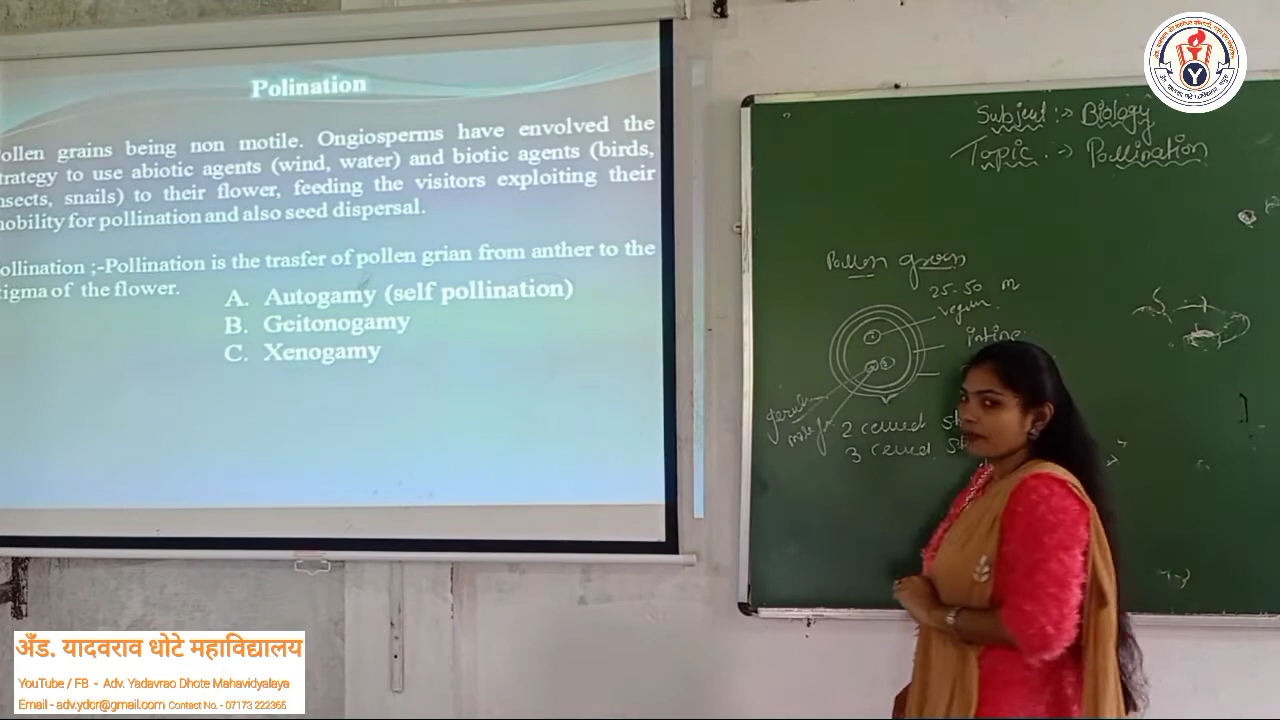 Polination
ollen grains being non motile. Ongiosperms have envolved the
trategy to use abiotic agents (wind, water) and biotic agents (birds,
nsects, snails) to their flower, feeding the visitors exploiting their
nobility for pollination and also seed dispersal.
ollination ;-Pollination is the trasfer of pollen grian from anther to the
tigma of the flower.
A. Autogamy (self pollination)
B. Geitonogamy
C. Xenogamy
Subject :-> Biology
Topic :-> Pollination
Pollen grain
25-50 m
intine
2 celled
3 celled
Y
अँड. यादवराव धोटे महाविद्यालय
YouTube / FB - Adv. Yadavrao Dhote Mahavidyalaya
Email - adv.ydcr@gmail.com Contact No. - 07173 222365